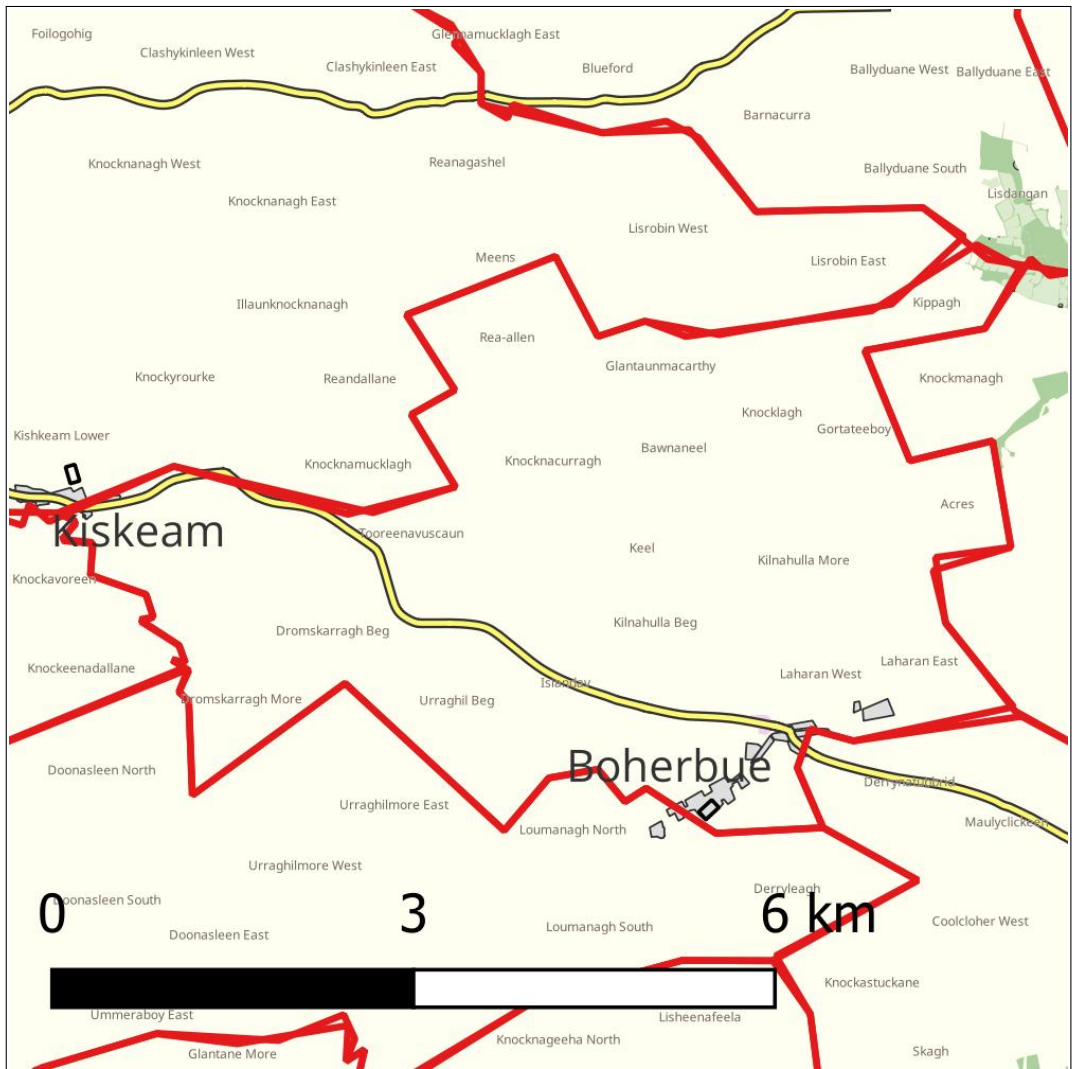 Foilogohig
Glennamucklagh East
Clashykinleen West
Clashykinleen East
Blueford
Ballyduane West
Ballyduane East
Barnacurra
Knocknanagh West
Reanagashel
Ballyduane South
Lisdangan
Knocknanagh East
Lisrobin West
Meens
Lisrobin East
Illaunknocknanagh
Kippagh
Rea-allen
Glantaunmacarthy
Knockyrourke
Reandallane
Knockmanagh
Knocklagh
Gortateeboy
Kishkeam Lower
Bawnaneel
Knocknamucklagh
Knocknacurragh
Acres
Kiskeam
Tooreenavuscaun
Keel
Kilnahulla More
Knockavoreen
Kilnahulla Beg
Dromskarragh Beg
Knockeenadallane
Laharan East
Laharan West
Islandav
Dromskarragh More
Urraghil Beg
Boherbue
Doonasleen North
Derrynatubbrid
Urraghilmore East
Maulyclickeen
Loumanagh North
Urraghilmore West
Derryleagh
Doonasleen South
0
3
6 km
Coolcloher West
Loumanagh South
Doonasleen East
Knockastuckane
Ummeraboy East
Lisheenafeela
Knocknageeha North
Glantane More
Skagh